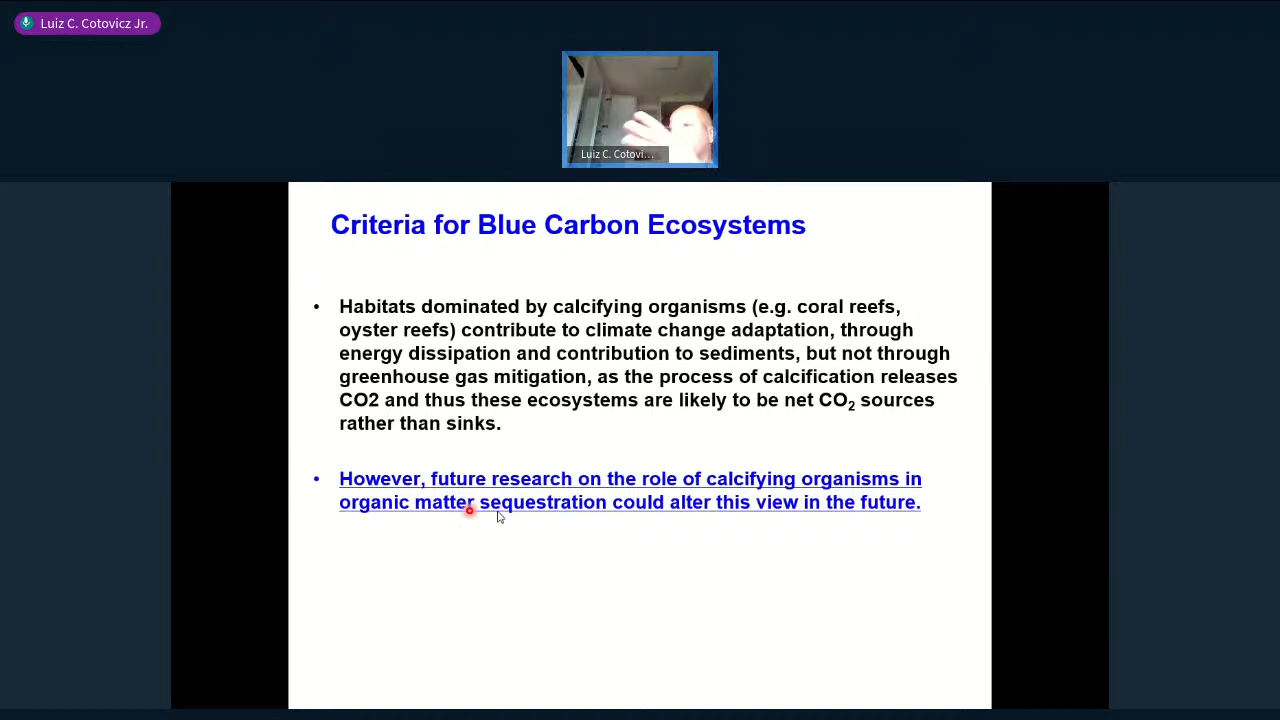 Luiz C. Cotovicz Jr.
Luiz C. Cotovi...
Criteria for Blue Carbon Ecosystems
• Habitats dominated by calcifying organisms (e.g. coral reefs,
oyster reefs) contribute to climate change adaptation, through
energy dissipation and contribution to sediments, but not through
greenhouse gas mitigation, as the process of calcification releases
CO2 and thus these ecosystems are likely to be net CO₂ sources
rather than sinks.
• However, future research on the role of calcifying organisms in
organic matter sequestration could alter this view in the future.